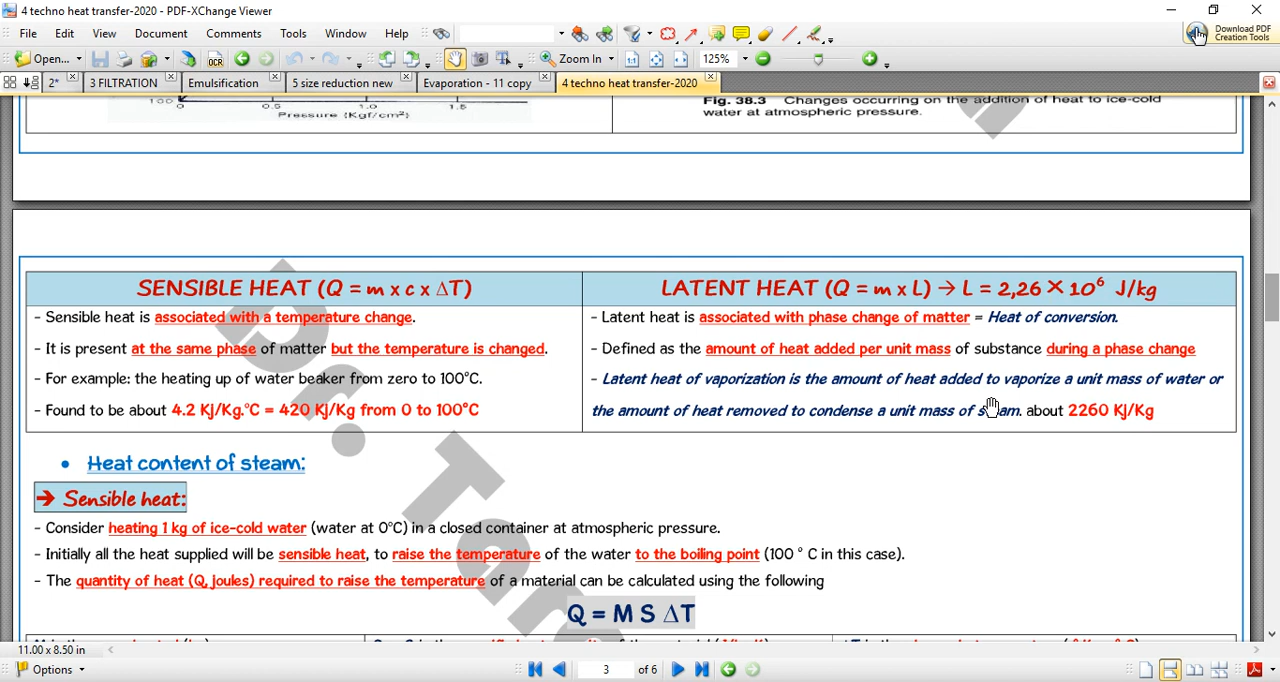 4 techno heat transfer-2020 - PDF-XChange Viewer
File Edit View Document Comments Tools Window Help
Download PDF
Creation Tools
Open... OCR Zoom In 125%
2* 3 FILTRATION Emulsification 5 size reduction new Evaporation - 11 copy 4 techno heat transfer-2020
100
0 0.5 1.0 1.5
Pressure (Kgf/cm²)
Fig. 38.3 Changes occurring on the addition of heat to ice-cold
water at atmospheric pressure.
SENSIBLE HEAT (Q = m x c x ΔT)
- Sensible heat is associated with a temperature change.
- It is present at the same phase of matter but the temperature is changed.
- For example: the heating up of water beaker from zero to 100°C.
- Found to be about 4.2 Kj/Kg.°C = 420 Kj/Kg from 0 to 100°C
LATENT HEAT (Q = m x L) → L = 2,26 × 10⁶ J/kg
- Latent heat is associated with phase change of matter = Heat of conversion.
- Defined as the amount of heat added per unit mass of substance during a phase change
- Latent heat of vaporization is the amount of heat added to vaporize a unit mass of water or
the amount of heat removed to condense a unit mass of steam. about 2260 Kj/Kg
• Heat content of steam:
→ Sensible heat:
- Consider heating 1 kg of ice-cold water (water at 0°C) in a closed container at atmospheric pressure.
- Initially all the heat supplied will be sensible heat, to raise the temperature of the water to the boiling point (100 ° C in this case).
- The quantity of heat (Q, joules) required to raise the temperature of a material can be calculated using the following
Q = M S ΔT
Dr. Tam
11.00 x 8.50 in
Options 3 of 6